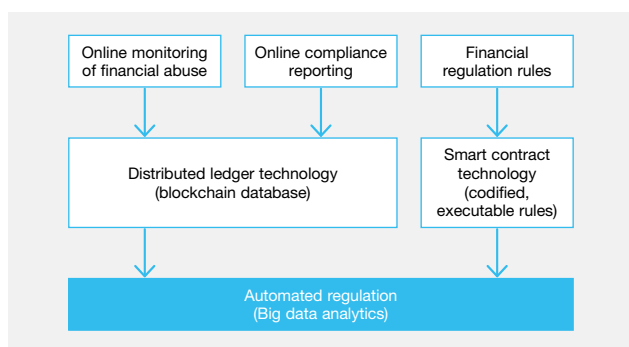 Online monitoring
of financial abuse
Online compliance
reporting
Financial
regulation rules
Distributed ledger technology
(blockchain database)
Smart contract
technology
(codified,
executable rules)
Automated regulation
(Big data analytics)